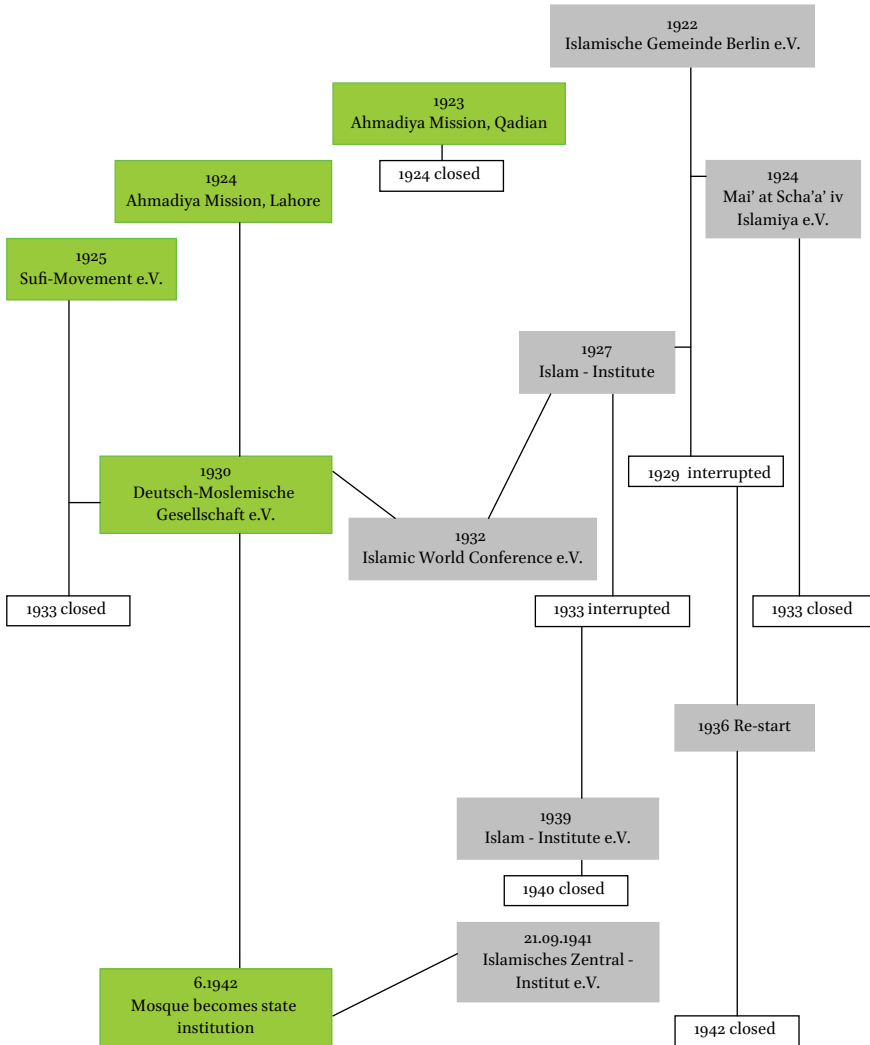 1922
Islamische Gemeinde Berlin e.V.
1923
Ahmadiya Mission, Qadian
1924 closed
1924
Ahmadiya Mission, Lahore
1924
Mai' at Scha'a' iv
Islamiya e.V.
1925
Sufi-Movement e.V.
1927
Islam - Institute
1930
Deutsch-Moslemische
Gesellschaft e.V.
1929 interrupted
1932
Islamic World Conference e.V.
1933 closed
1933 interrupted
1933 closed
1936 Re-start
1939
Islam - Institute e.V.
1940 closed
21.09.1941
Islamisches Zentral -
Institut e.V.
6.1942
Mosque becomes state
institution
1942 closed